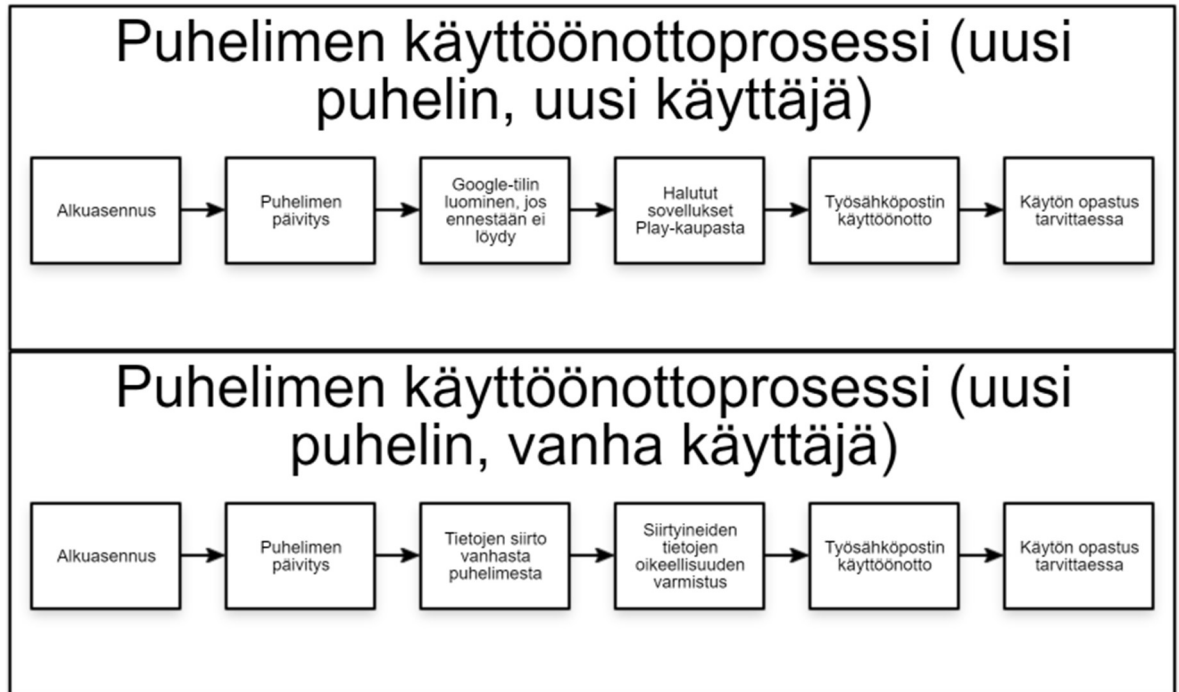 Puhelimen käyttöönottoprosessi (uusi
puhelin, uusi käyttäjä)
Alkuasennus
Puhelimen
päivitys
Google-tilin
luominen, jos
ennestään ei
löydy
Halutut
sovellukset
Play-kaupasta
Työsähköpostin
käyttöönotto
Käytön opastus
tarvittaessa
Puhelimen käyttöönottoprosessi (uusi
puhelin, vanha käyttäjä)
Alkuasennus
Puhelimen
päivitys
Tietojen siirto
vanhasta
puhelimesta
Siirtyineiden
tietojen
oikeellisuuden
varmistus
Työsähköpostin
käyttöönotto
Käytön opastus
tarvittaessa